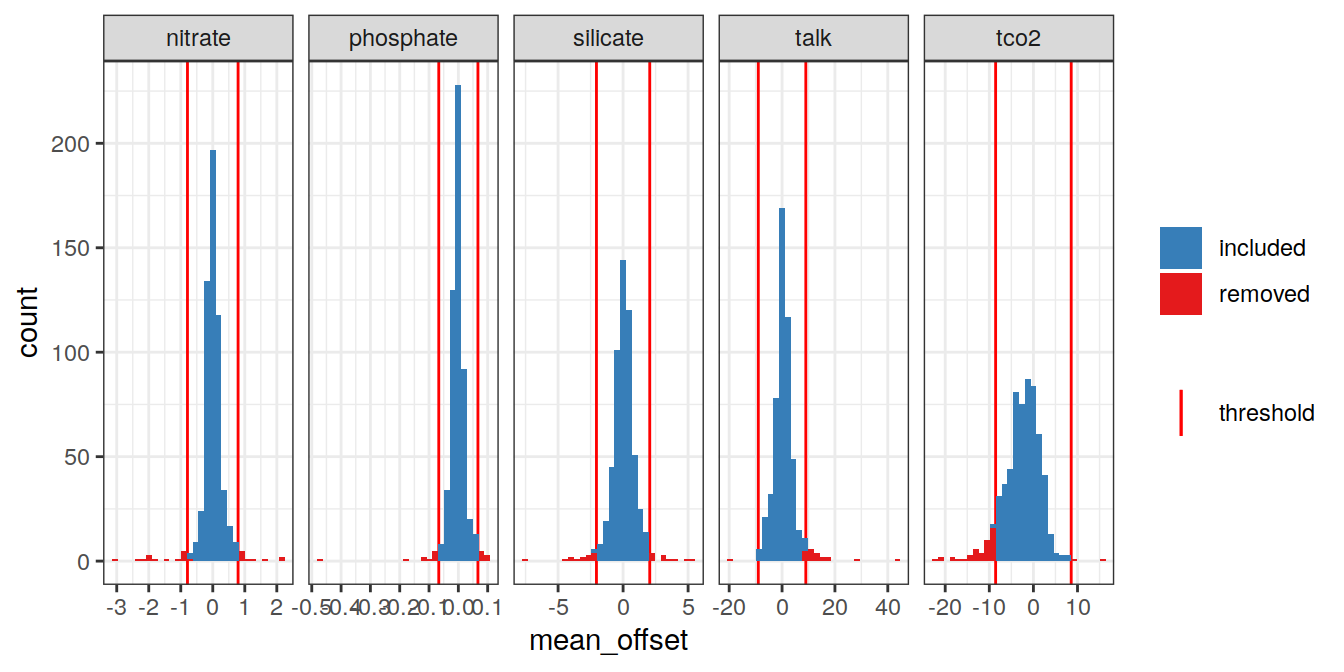 nitrate phosphate silicate talk tco2
200
150
100
50
0
count
-3 -2 -1 0 1 2 -0.5 -0.4 -0.3 -0.2 -0.1 0.0 0.1 -5 0 5 -20 0 20 40 -20 -10 0 10
mean_offset
included
removed
threshold